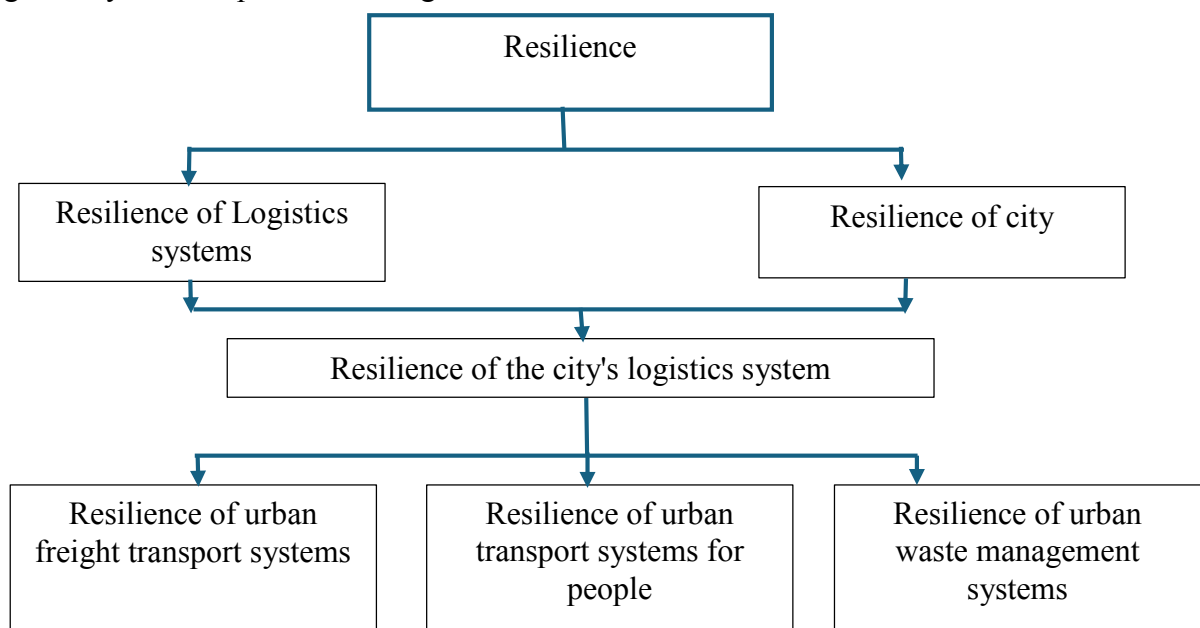 Resilience
Resilience of Logistics
systems
Resilience of city
Resilience of the city's logistics system
Resilience of urban
freight transport systems
Resilience of urban
transport systems for
people
Resilience of urban
waste management
systems